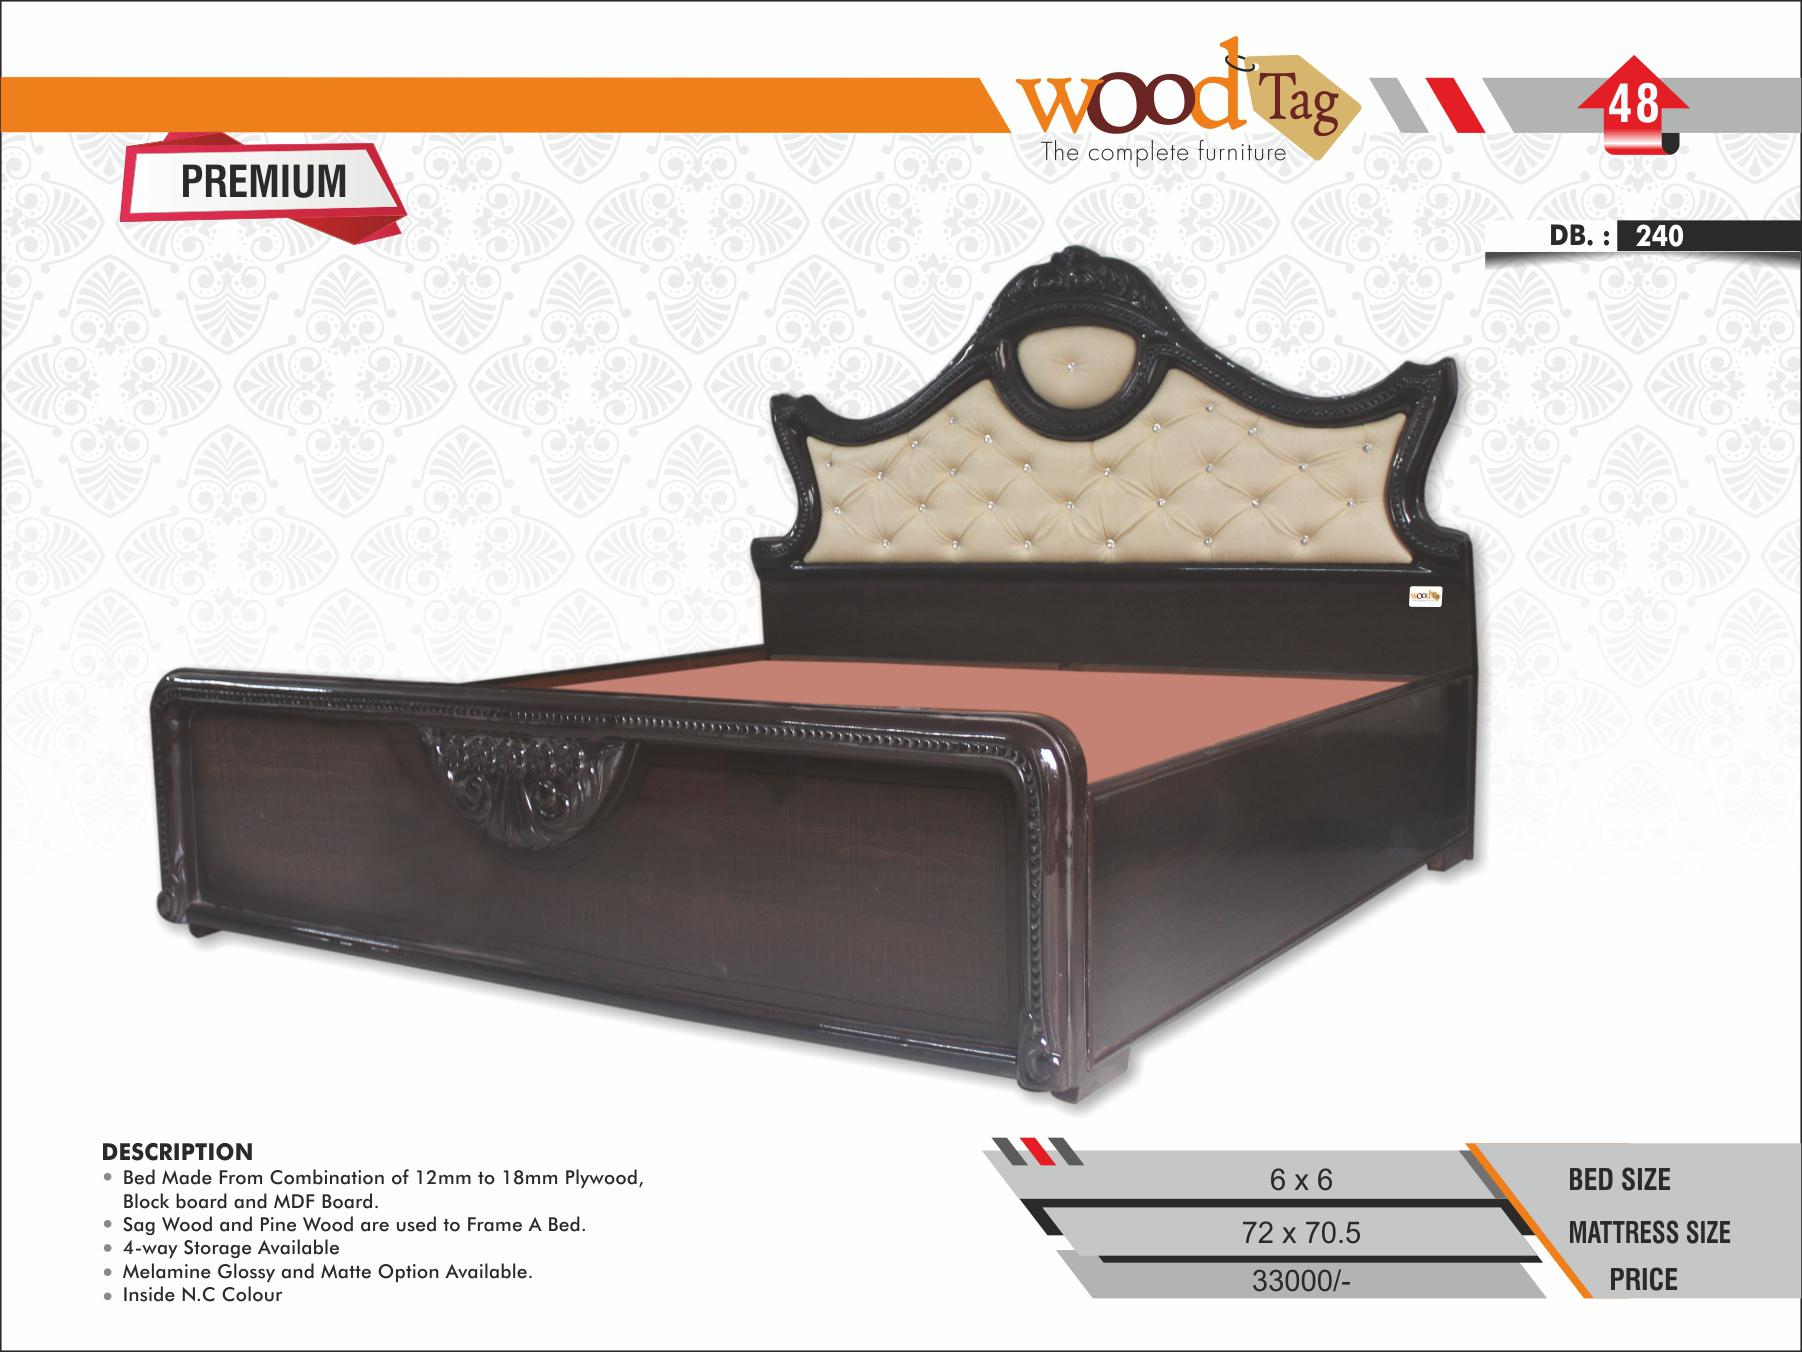 wood Tag
The complete furniture
48
PREMIUM
DB. : 240
wood Tag
DESCRIPTION
• Bed Made From Combination of 12mm to 18mm Plywood,
Block board and MDF Board.
• Sag Wood and Pine Wood are used to Frame A Bed.
• 4-way Storage Available
• Melamine Glossy and Matte Option Available.
• Inside N.C Colour
6 x 6 BED SIZE
72 x 70.5 MATTRESS SIZE
33000/- PRICE